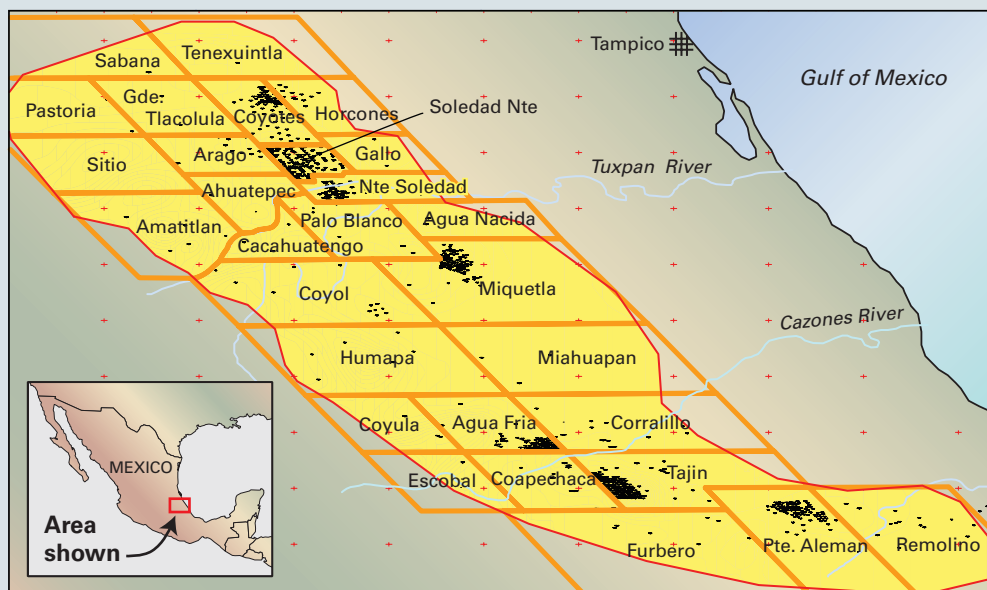 Tampico
Gulf of Mexico
Sabana
Tenexuintla
Pastoria
Gde.
Tlacolula
Coyotes
Horcones
Soledad Nte
Sitio
Arago
Gallo
Tuxpan River
Ahuatepec
Nte Soledad
Amatitlan
Palo Blanco
Agua Nacida
Cacahuatengo
Coyol
Miquetla
Cazones River
Humapa
Miahuapan
Coyula
Agua Fria
Corralillo
Escobal
Coapechaca
Tajin
Furbero
Pte. Aleman
Remolino
MEXICO
Area
shown